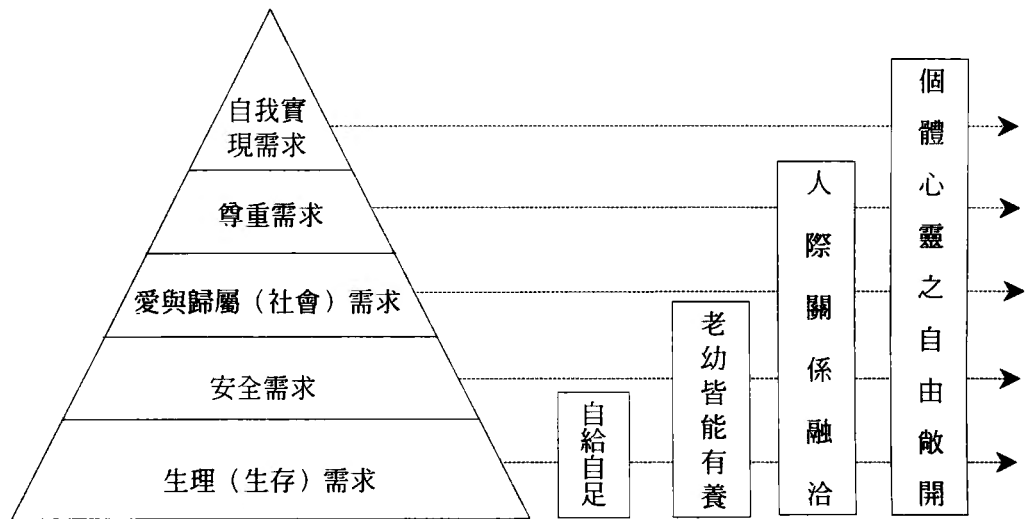 自我實
現需求
尊重需求
愛與歸屬（社會）需求
安全需求
生理（生存）需求
自給自足
老幼皆能有養
人際關係融洽
個體心靈之自由敞開